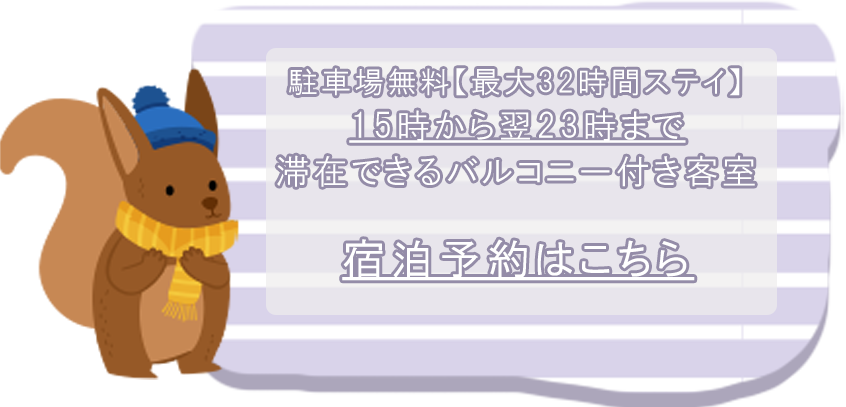 駐車場無料【最大32時間ステイ】
15時から翌23時まで
滞在できるバルコニー付き客室
宿泊予約はこちら